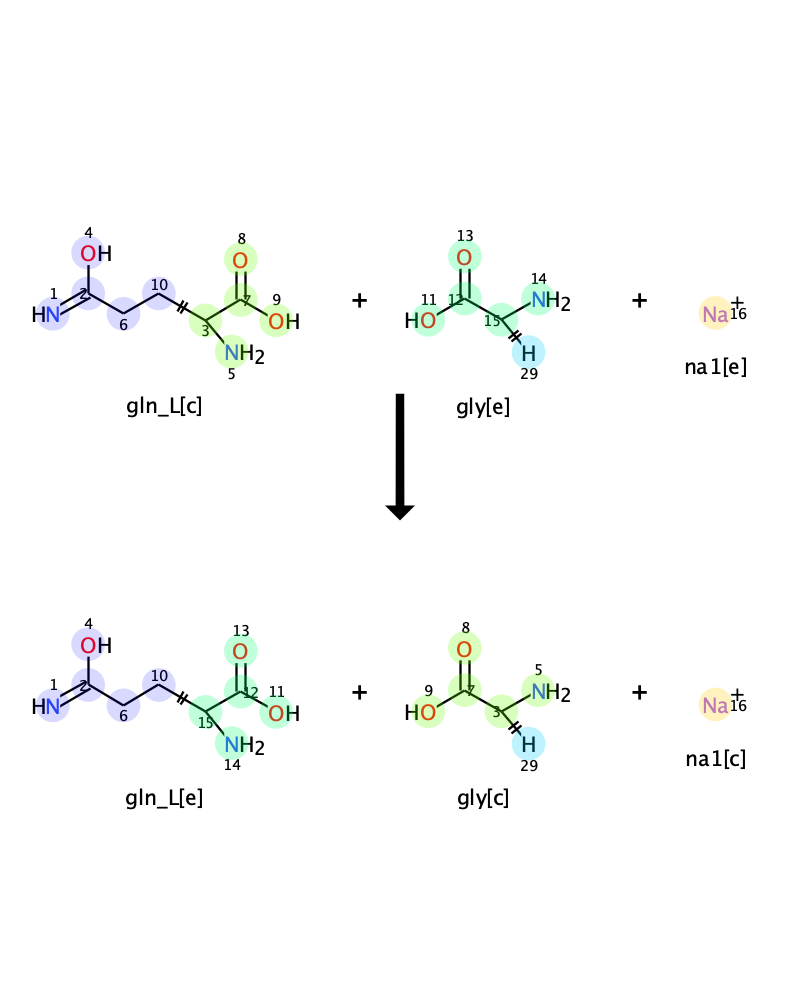 4 8 13
OH O O
1 2 10 7 9 11 12 14
HN 6 3 OH + HO 15 NH2 + Na+ 16
NH2 H
5 29
na1[e]
gln_L[c] gly[e]
4 13 8
OH O O
1 2 10 12 11 9 7 5
HN 6 15 OH + HO 3 NH2 + Na+ 16
NH2 H
14 29
na1[c]
gln_L[e] gly[c]